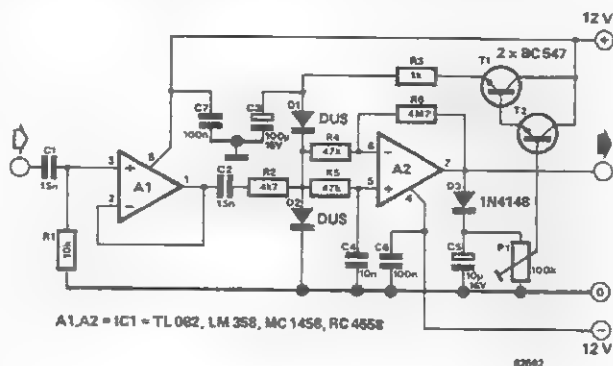 12 V
+
T1
2 x BC 547
R3
1k
T2
C7
100n
C3
100µ
16V
D1
DUS
R6
4M7
R4
47k
C1
15n
3
8
A1
1
2
C2
15n
R2
4k7
R5
47k
6
A2
7
5
4
D2
DUS
D3
1N4148
R1
10k
C4
10n
C6
100n
C5
10µ
16V
P1
100k
0
A1,A2 = IC1 = TL 082, LM 358, MC 1458, RC 4558
−
12 V
82602